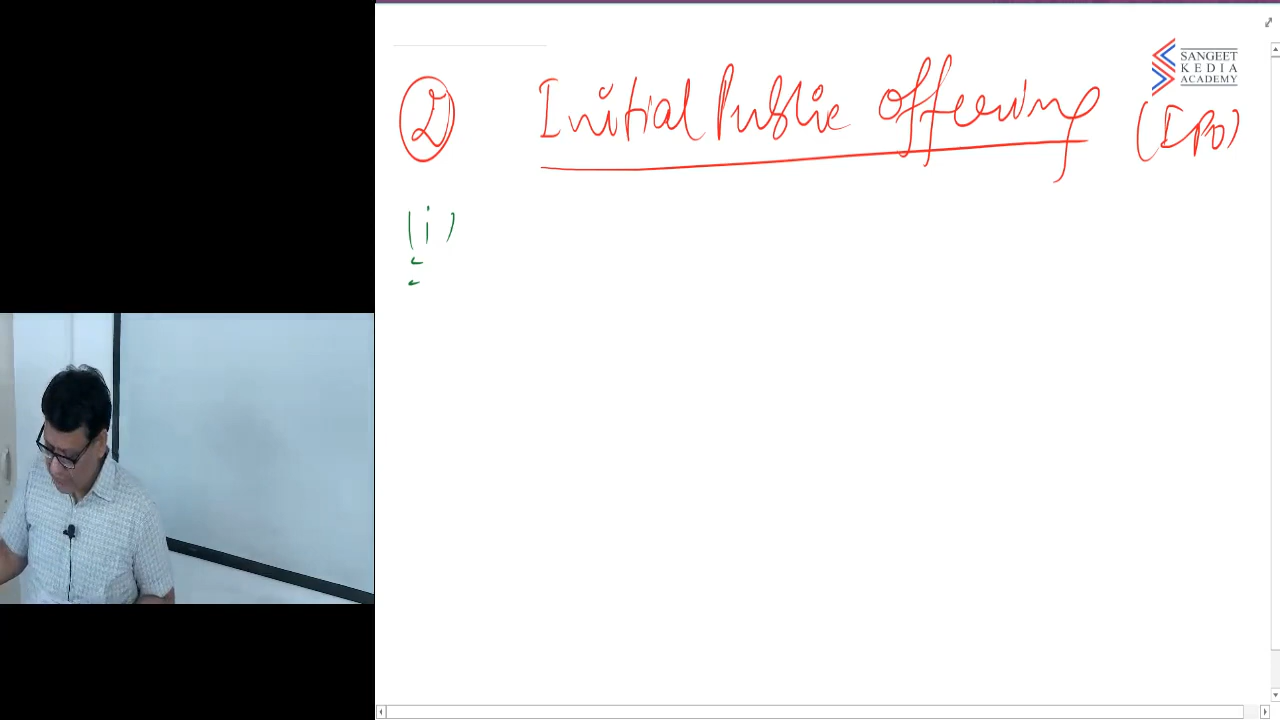 SANGEET
KEDIA
ACADEMY
② Initial Public Offering (IPO)
(i)